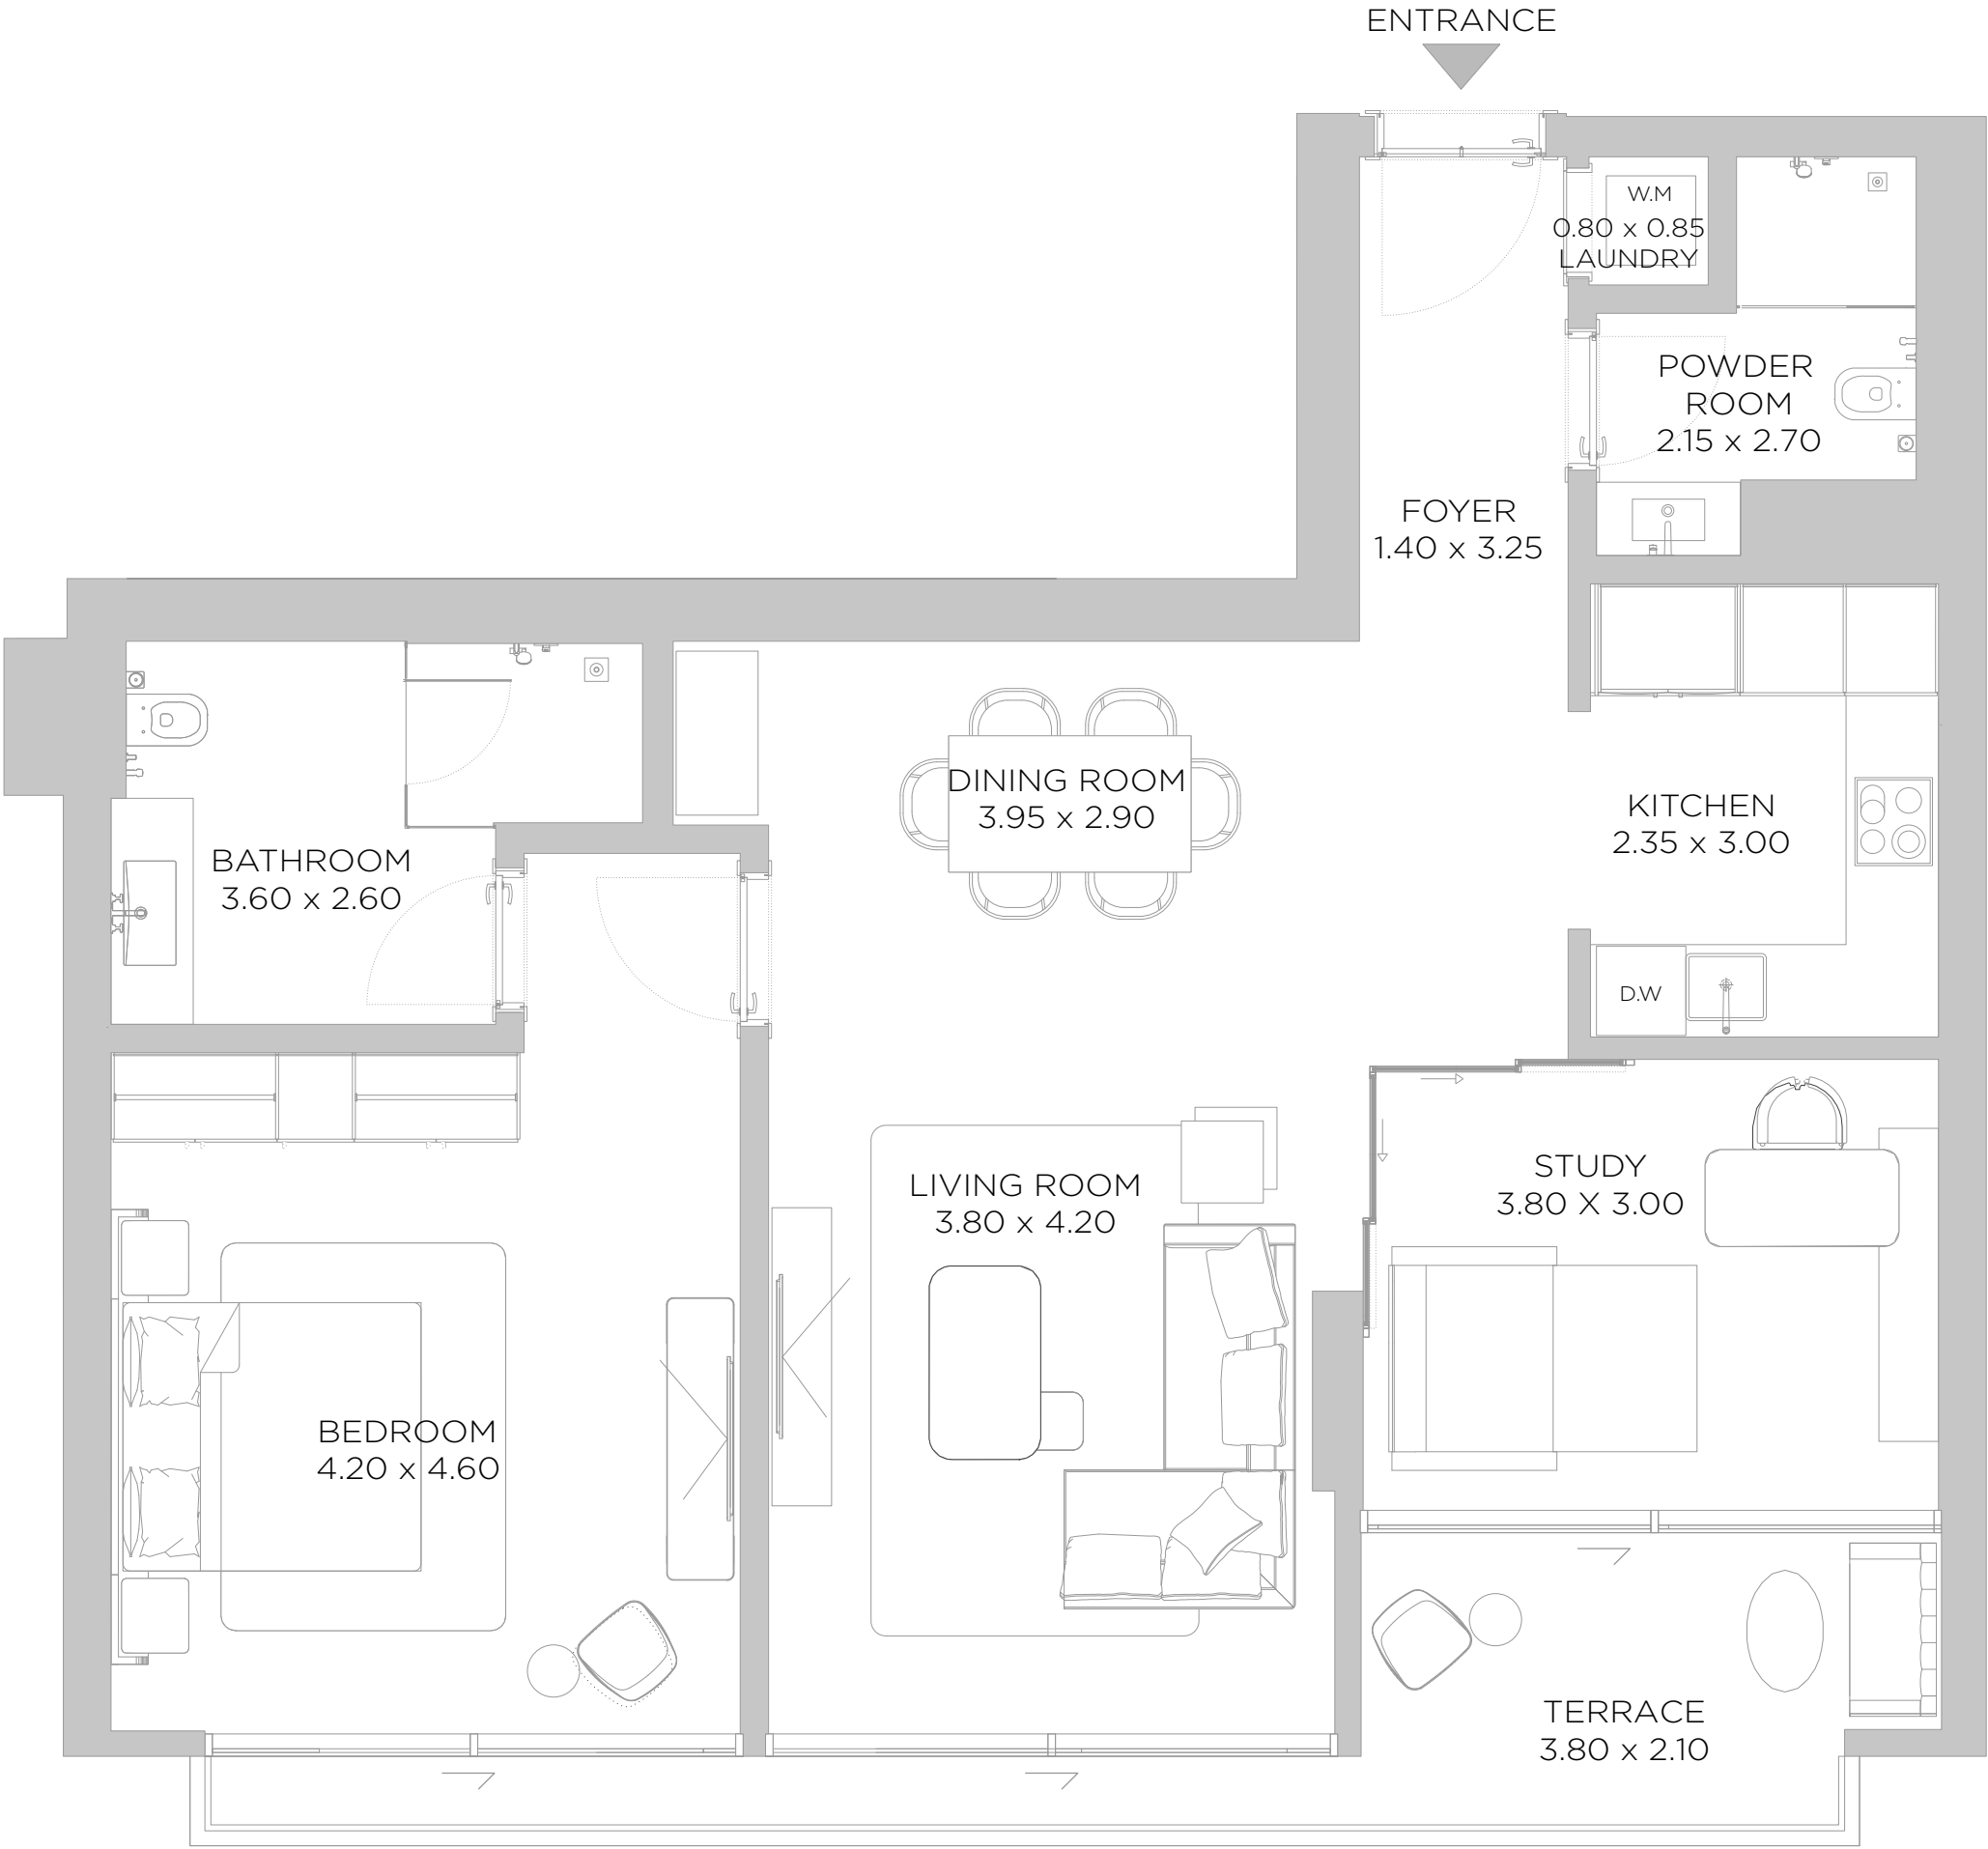 ENTRANCE
W.M
0.80 x 0.85
LAUNDRY
POWDER
ROOM
2.15 x 2.70
FOYER
1.40 x 3.25
DINING ROOM
3.95 x 2.90
KITCHEN
2.35 x 3.00
BATHROOM
3.60 x 2.60
D.W
STUDY
3.80 X 3.00
LIVING ROOM
3.80 x 4.20
BEDROOM
4.20 x 4.60
TERRACE
3.80 x 2.10